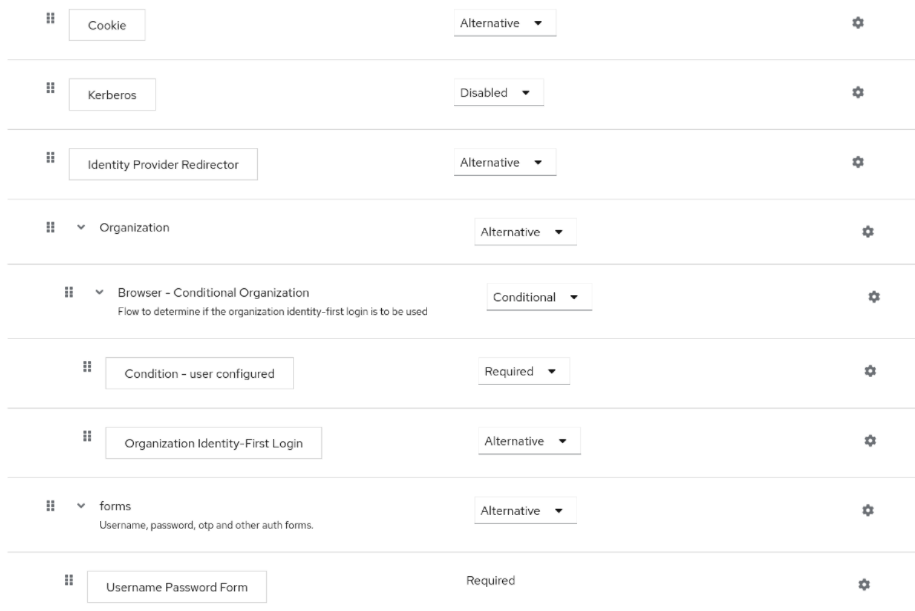 Cookie
Alternative
Kerberos
Disabled
Identity Provider Redirector
Alternative
Organization
Alternative
Browser - Conditional Organization
Conditional
Flow to determine if the organization identity-first login is to be used
Condition - user configured
Required
Organization Identity-First Login
Alternative
forms
Alternative
Username, password, otp and other auth forms.
Username Password Form
Required